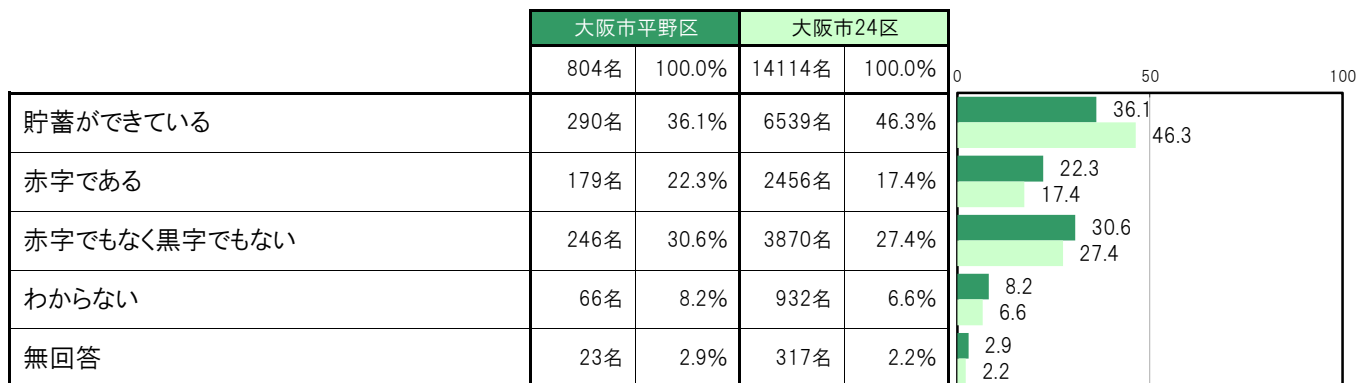 大阪市平野区 大阪市24区
804名 100.0% 14114名 100.0%
0 50 100
貯蓄ができている 290名 36.1% 6539名 46.3%
36.1
46.3
赤字である 179名 22.3% 2456名 17.4%
22.3
17.4
赤字でもなく黒字でもない 246名 30.6% 3870名 27.4%
30.6
27.4
わからない 66名 8.2% 932名 6.6%
8.2
6.6
無回答 23名 2.9% 317名 2.2%
2.9
2.2